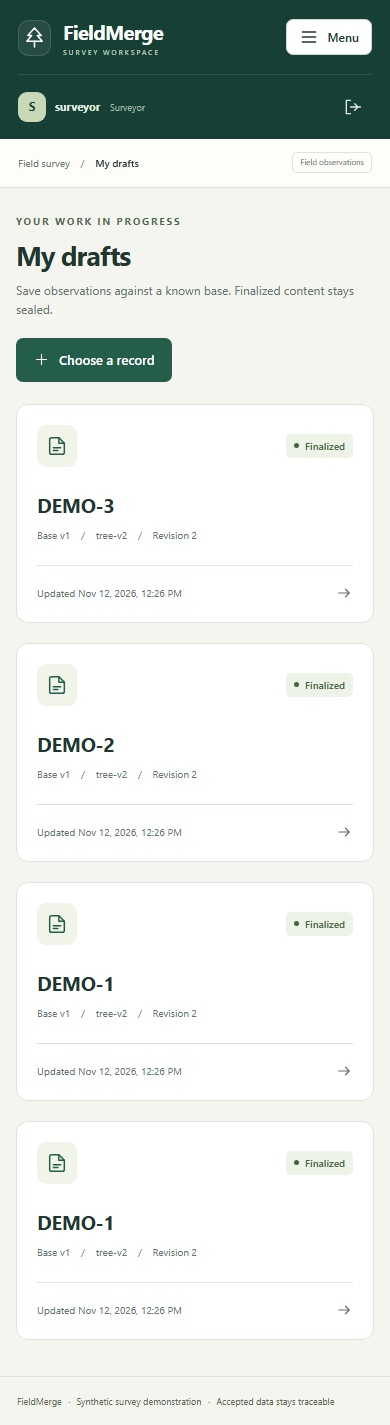 FieldMerge
SURVEY WORKSPACE
Menu
S surveyor Surveyor
Field survey / My drafts
Field observations
YOUR WORK IN PROGRESS
My drafts
Save observations against a known base. Finalized content stays
sealed.
Choose a record
Finalized
DEMO-3
Base v1 / tree-v2 / Revision 2
Updated Nov 12, 2026, 12:26 PM
Finalized
DEMO-2
Base v1 / tree-v2 / Revision 2
Updated Nov 12, 2026, 12:26 PM
Finalized
DEMO-1
Base v1 / tree-v2 / Revision 2
Updated Nov 12, 2026, 12:26 PM
Finalized
DEMO-1
Base v1 / tree-v2 / Revision 2
Updated Nov 12, 2026, 12:26 PM
FieldMerge · Synthetic survey demonstration · Accepted data stays traceable